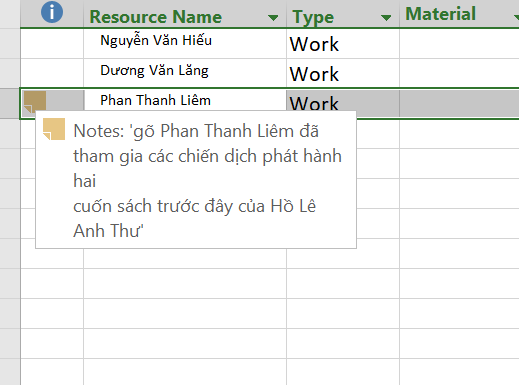 Resource Name Type Material
Nguyễn Văn Hiếu Work
Dương Văn Lăng Work
Phan Thanh Liêm Work
Notes: 'gõ Phan Thanh Liêm đã
tham gia các chiến dịch phát hành
hai
cuốn sách trước đây của Hồ Lê
Anh Thư'